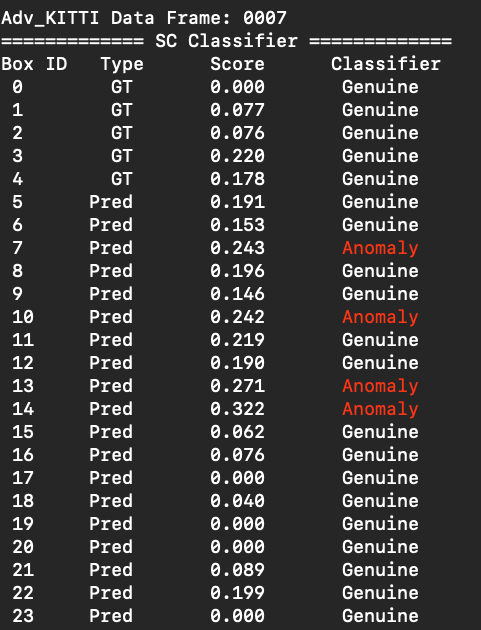 Adv_KITTI Data Frame: 0007
============= SC Classifier =============
Box ID Type Score Classifier
0 GT 0.000 Genuine
1 GT 0.077 Genuine
2 GT 0.076 Genuine
3 GT 0.220 Genuine
4 GT 0.178 Genuine
5 Pred 0.191 Genuine
6 Pred 0.153 Genuine
7 Pred 0.243 Anomaly
8 Pred 0.196 Genuine
9 Pred 0.146 Genuine
10 Pred 0.242 Anomaly
11 Pred 0.219 Genuine
12 Pred 0.190 Genuine
13 Pred 0.271 Anomaly
14 Pred 0.322 Anomaly
15 Pred 0.062 Genuine
16 Pred 0.076 Genuine
17 Pred 0.000 Genuine
18 Pred 0.040 Genuine
19 Pred 0.000 Genuine
20 Pred 0.000 Genuine
21 Pred 0.089 Genuine
22 Pred 0.199 Genuine
23 Pred 0.000 Genuine